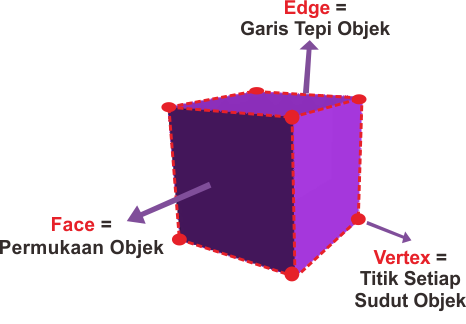 Edge =
Garis Tepi Objek
Face =
Permukaan Objek
Vertex =
Titik Setiap
Sudut Objek